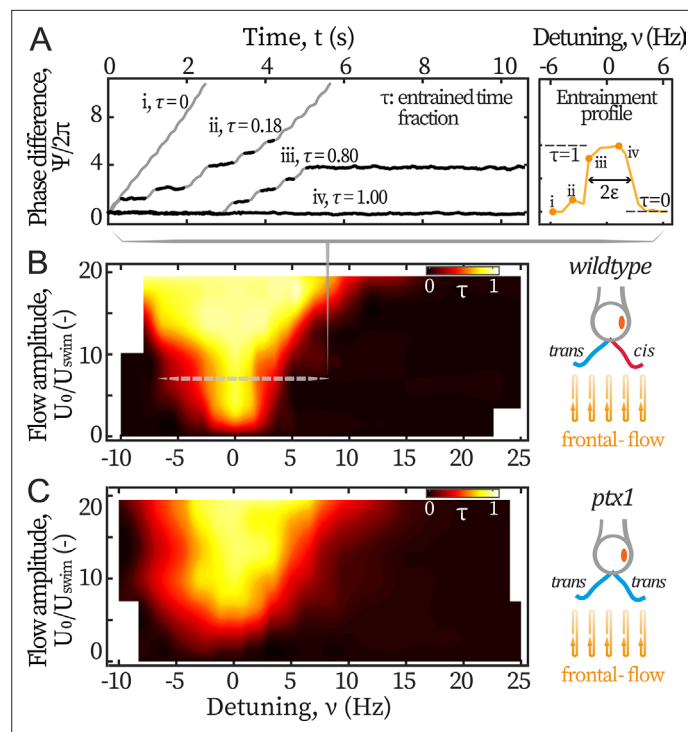 A
Time, t (s)
0 2 4 6 8 10
Phase difference,
Ψ/2π
8
4
0
i, τ=0
ii, τ=0.18
iii, τ=0.80
iv, τ=1.00
τ: entrained time
fraction
Detuning, ν (Hz)
-6 0 6
Entrainment
profile
τ=1
iv
iii
i
ii
2ε
τ=0
B
Flow amplitude,
U₀/Uswim (-)
20
10
0
0 τ 1
-10 -5 0 5 10 15 20 25
wildtype
trans
cis
frontal-flow
C
Flow amplitude,
U₀/Uswim (-)
20
10
0
0 τ 1
-10 -5 0 5 10 15 20 25
Detuning, ν (Hz)
ptx1
trans
trans
frontal-flow